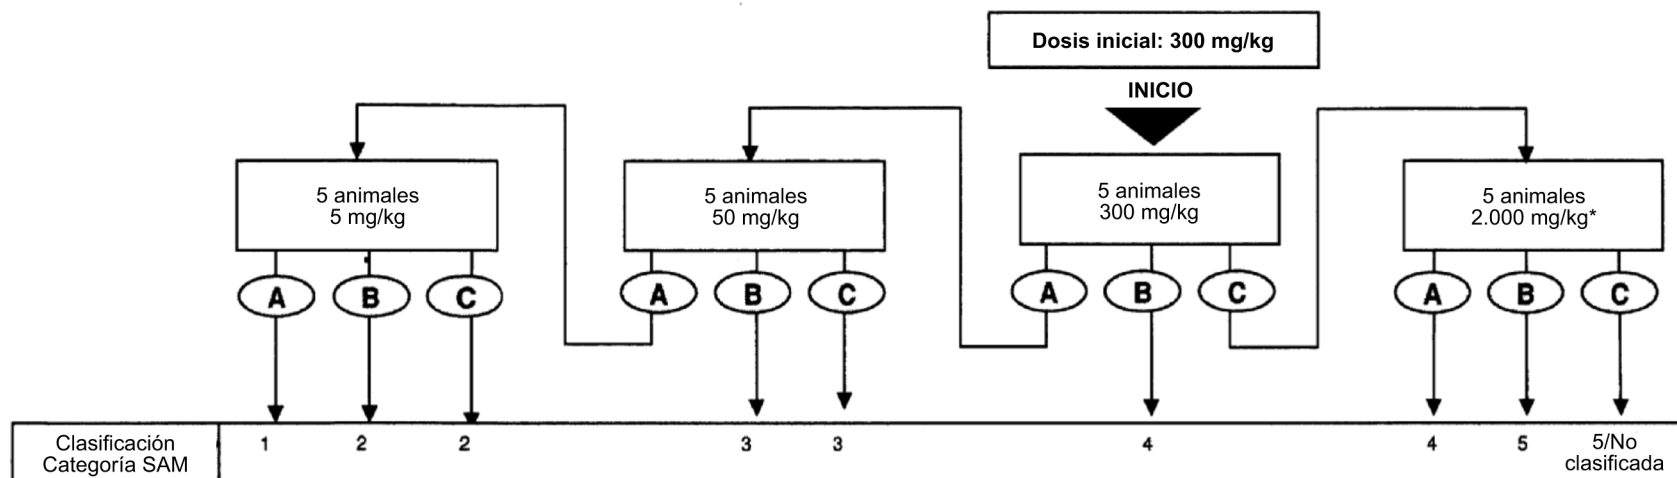 Dosis inicial: 300 mg/kg
INICIO
5 animales
5 mg/kg
5 animales
50 mg/kg
5 animales
300 mg/kg
5 animales
2.000 mg/kg*
A B C
A B C
A B C
A B C
Clasificación
Categoría SAM
1 2 2 3 3 4 4 5 5/No
clasificada